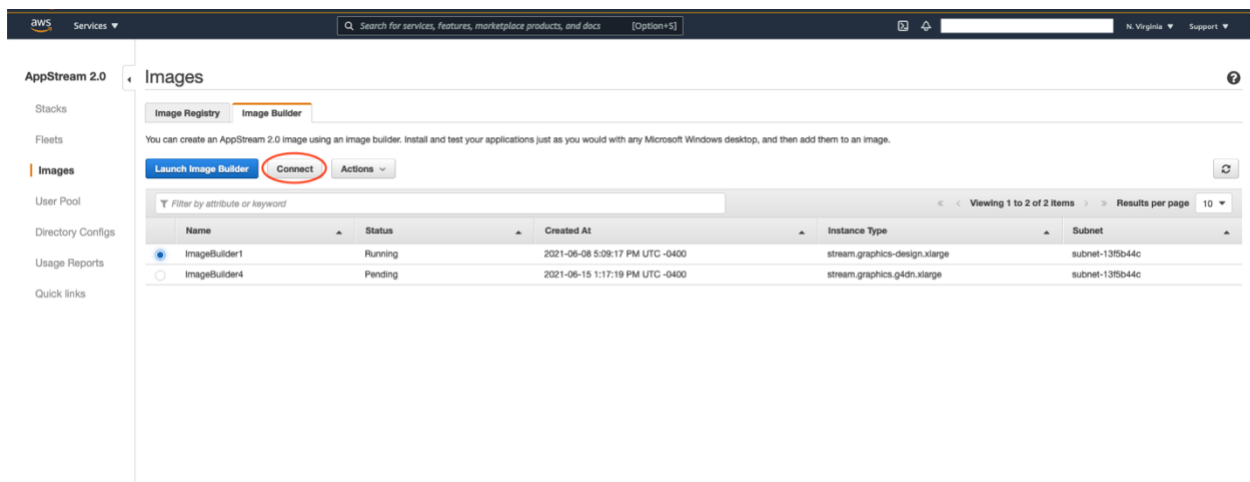 aws Services ▼ Search for services, features, marketplace products, and docs [Option+S] N. Virginia ▼ Support ▼
AppStream 2.0
Stacks
Fleets
Images
User Pool
Directory Configs
Usage Reports
Quick links
Images
Image Registry Image Builder
You can create an AppStream 2.0 image using an image builder. Install and test your applications just as you would with any Microsoft Windows desktop, and then add them to an image.
Launch Image Builder Connect Actions
Filter by attribute or keyword « < Viewing 1 to 2 of 2 items > » Results per page 10
Name Status Created At Instance Type Subnet
ImageBuilder1 Running 2021-06-08 5:09:17 PM UTC -0400 stream.graphics-design.xlarge subnet-13f5b44c
ImageBuilder4 Pending 2021-06-15 1:17:19 PM UTC -0400 stream.graphics.g4dn.xlarge subnet-13f5b44c